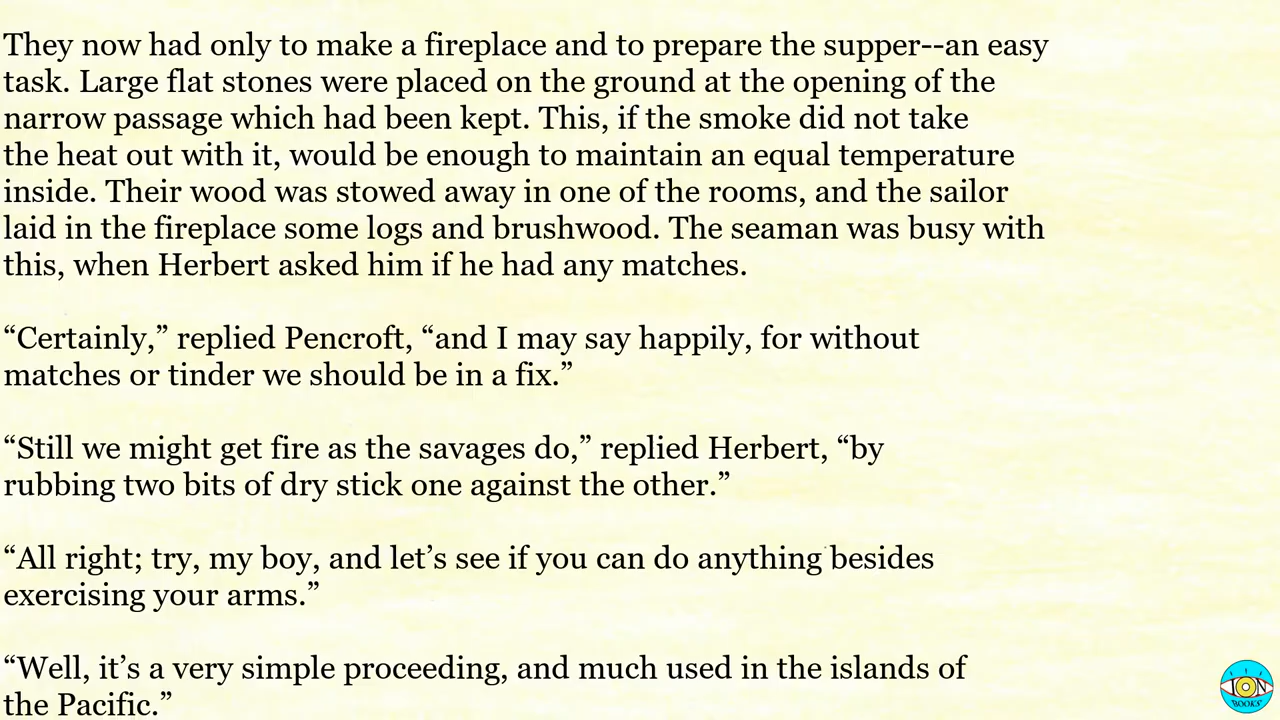 They now had only to make a fireplace and to prepare the supper--an easy
task. Large flat stones were placed on the ground at the opening of the
narrow passage which had been kept. This, if the smoke did not take
the heat out with it, would be enough to maintain an equal temperature
inside. Their wood was stowed away in one of the rooms, and the sailor
laid in the fireplace some logs and brushwood. The seaman was busy with
this, when Herbert asked him if he had any matches.
“Certainly,” replied Pencroft, “and I may say happily, for without
matches or tinder we should be in a fix.”
“Still we might get fire as the savages do,” replied Herbert, “by
rubbing two bits of dry stick one against the other.”
“All right; try, my boy, and let’s see if you can do anything besides
exercising your arms.”
“Well, it’s a very simple proceeding, and much used in the islands of
the Pacific.”
ION
BOOKS